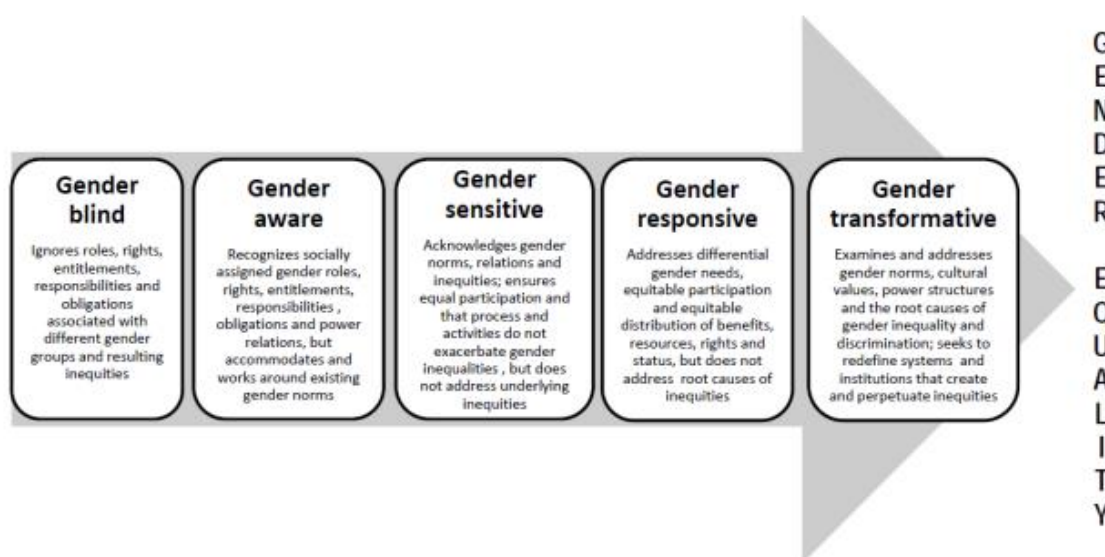 Gender
blind
Ignores roles, rights,
entitlements,
responsibilities and
obligations
associated with
different gender
groups and resulting
inequities
Gender
aware
Recognizes socially
assigned gender roles,
rights, entitlements,
responsibilities ,
obligations and power
relations, but
accommodates and
works around existing
gender norms
Gender
sensitive
Acknowledges gender
norms, relations and
inequities; ensures
equal participation and
that process and
activities do not
exacerbate gender
inequalities , but does
not address underlying
inequities
Gender
responsive
Addresses differential
gender needs,
equitable participation
and equitable
distribution of benefits,
resources, rights and
status, but does not
address root causes of
inequities
Gender
transformative
Examines and addresses
gender norms, cultural
values, power structures
and the root causes of
gender inequality and
discrimination; seeks to
redefine systems and
institutions that create
and perpetuate inequities
G
E
N
D
E
R
E
Q
U
A
L
I
T
Y